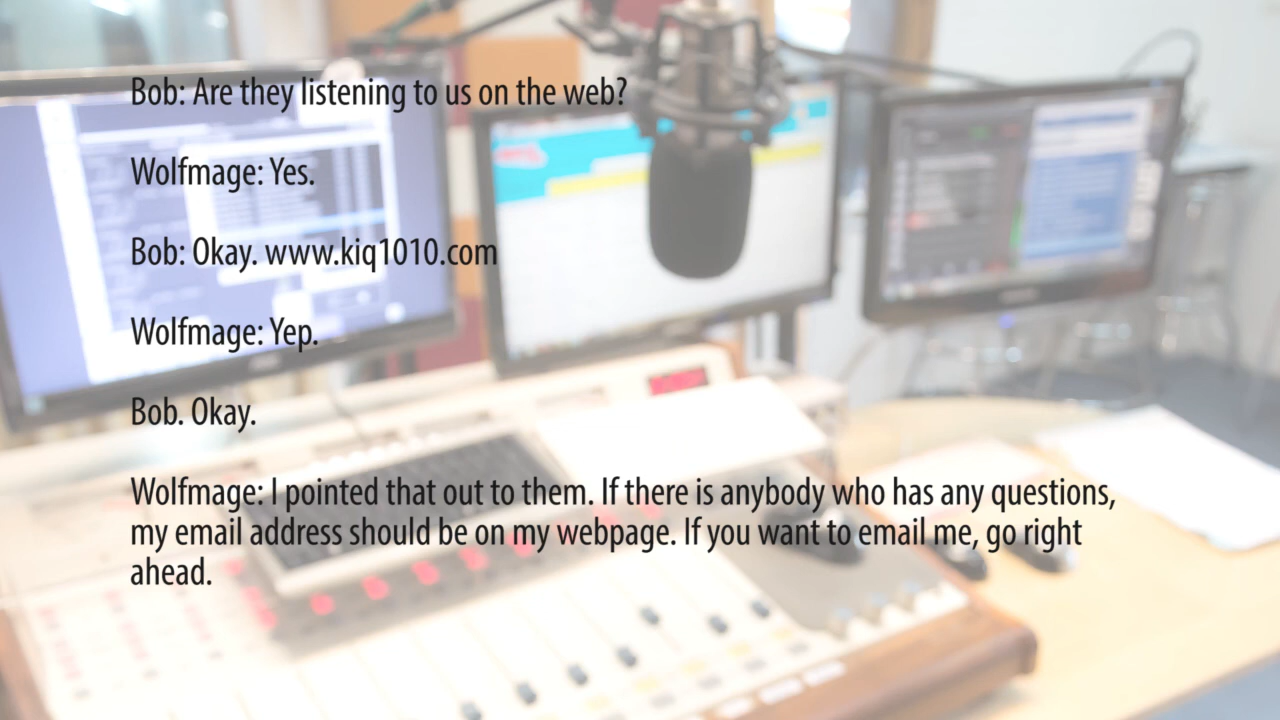 Bob: Are they listening to us on the web?
Wolfmage: Yes.
Bob: Okay. www.kiq1010.com
Wolfmage: Yep.
Bob. Okay.
Wolfmage: I pointed that out to them. If there is anybody who has any questions,
my email address should be on my webpage. If you want to email me, go right
ahead.